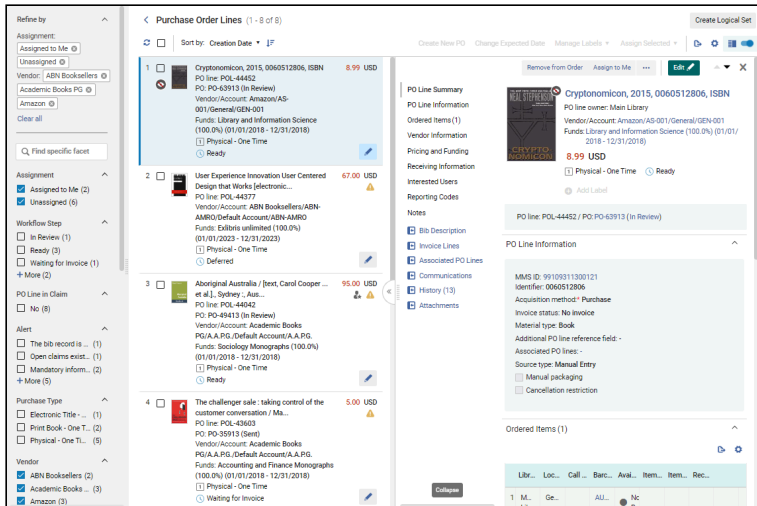 Refine by
Assignment:
Assigned to Me
Unassigned
Vendor: ABN Booksellers
Academic Books PG
Amazon
Clear all
Find specific facet
Assignment
Assigned to Me (2)
Unassigned (6)
Workflow Step
In Review (1)
Ready (3)
Waiting for Invoice (1)
+ More (2)
PO Line in Claim
No (8)
Alert
The bib record is ... (1)
Open claims exist... (1)
Mandatory inform... (2)
+ More (5)
Purchase Type
Electronic Title - ... (1)
Print Book - One T... (2)
Physical - One Ti... (5)
Vendor
ABN Booksellers (2)
Academic Books ... (3)
Amazon (3)
Purchase Order Lines (1 - 8 of 8)
Create Logical Set
Sort by: Creation Date
Create New PO Change Expected Date Manage Labels Assign Selected
1 Cryptonomicon, 2015, 0060512806, ISBN 8.99 USD
PO line: POL-44452
PO: PO-63913 (In Review)
Vendor/Account: Amazon/AS-
001/General/GEN-001
Funds: Library and Information Science
(100.0%) (01/01/2018 - 12/31/2018)
Physical - One Time
Ready
2 User Experience Innovation User Centered 67.00 USD
Design that Works [electronic...
PO line: POL-44377
Vendor/Account: ABN Booksellers/ABN-
AMRO/Default Account/ABN-AMRO
Funds: Exlibris unlimited (100.0%)
(01/01/2023 - 12/31/2023)
1 Physical - One Time
Deferred
3 Aboriginal Australia / [text, Carol Cooper ... 95.00 USD
et al.]., Sydney :, Aus...
PO line: POL-44042
PO: PO-49413 (In Review)
Vendor/Account: Academic Books
PG/A.A.P.G./Default Account/A.A.P.G.
Funds: Sociology Monographs (100.0%)
(01/01/2018 - 12/31/2018)
1 Physical - One Time
Ready
4 The challenger sale : taking control of the 5.00 USD
customer conversation / Ma...
PO line: POL-43603
PO: PO-35913 (Sent)
Vendor/Account: Academic Books
PG/A.A.P.G./Default Account/A.A.P.G.
Funds: Accounting and Finance Monographs
(100.0%) (01/01/2018 - 12/31/2018)
1 Physical - One Time
Waiting for Invoice
PO Line Summary
PO Line Information
Ordered Items (1)
Vendor Information
Pricing and Funding
Receiving Information
Interested Users
Reporting Codes
Notes
Bib Description
Invoice Lines
Associated PO Lines
Communications
History (13)
Attachments
Collapse
Remove from Order Assign to Me ... Edit
NEAL STEPHENSON
CRYPTO-
NOMICON
Cryptonomicon, 2015, 0060512806, ISBN
PO line owner: Main Library
Vendor/Account: Amazon/AS-001/General/GEN-001
Funds: Library and Information Science (100.0%) (01/01/
2018 - 12/31/2018)
8.99 USD
1 Physical - One Time Ready
Add Label
PO line: POL-44452 / PO: PO-63913 (In Review)
PO Line Information
MMS ID: 99109311300121
Identifier: 0060512806
Acquisition method:* Purchase
Invoice status: No invoice
Material type: Book
Additional PO line reference field: -
Associated PO lines: -
Source type: Manual Entry
Manual packaging
Cancellation restriction
Ordered Items (1)
Libr... Loc... Call ... Barc... Avai... Item... Item... Rec...
1 M... Ge... AU... Nc